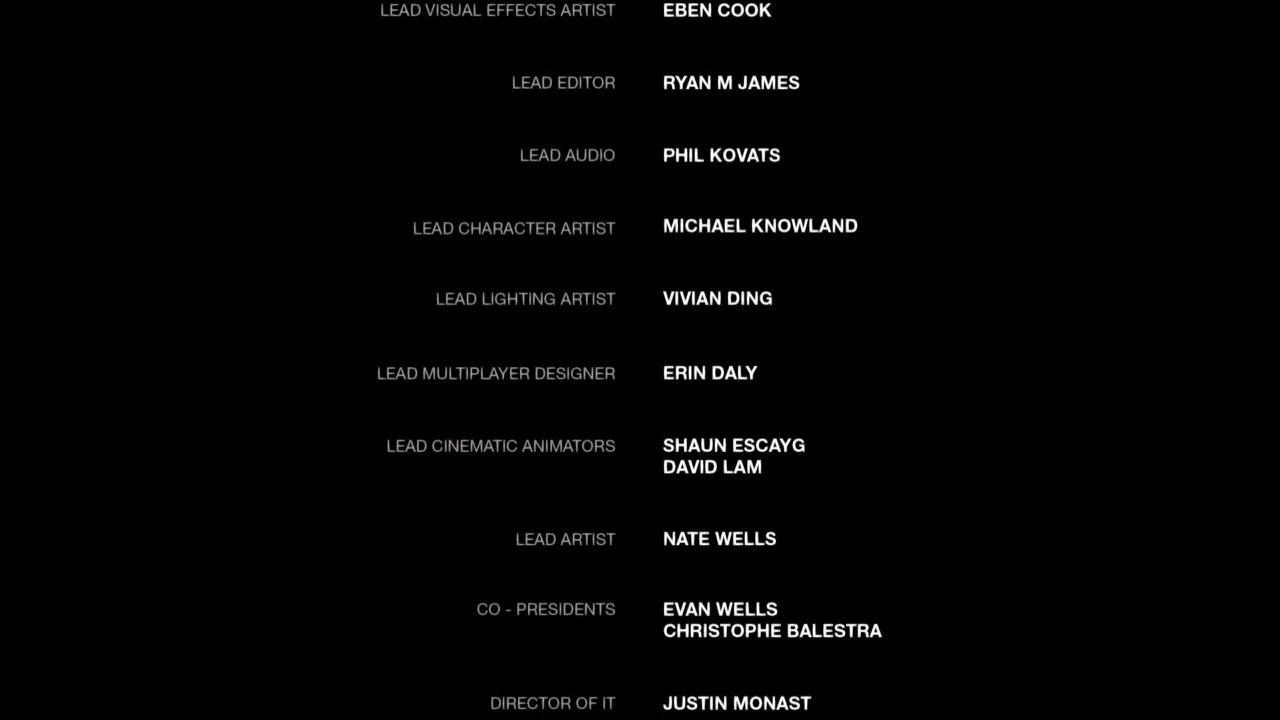 LEAD VISUAL EFFECTS ARTIST EBEN COOK
LEAD EDITOR RYAN M JAMES
LEAD AUDIO PHIL KOVATS
LEAD CHARACTER ARTIST MICHAEL KNOWLAND
LEAD LIGHTING ARTIST VIVIAN DING
LEAD MULTIPLAYER DESIGNER ERIN DALY
LEAD CINEMATIC ANIMATORS SHAUN ESCAYG
DAVID LAM
LEAD ARTIST NATE WELLS
CO - PRESIDENTS EVAN WELLS
CHRISTOPHE BALESTRA
DIRECTOR OF IT JUSTIN MONAST